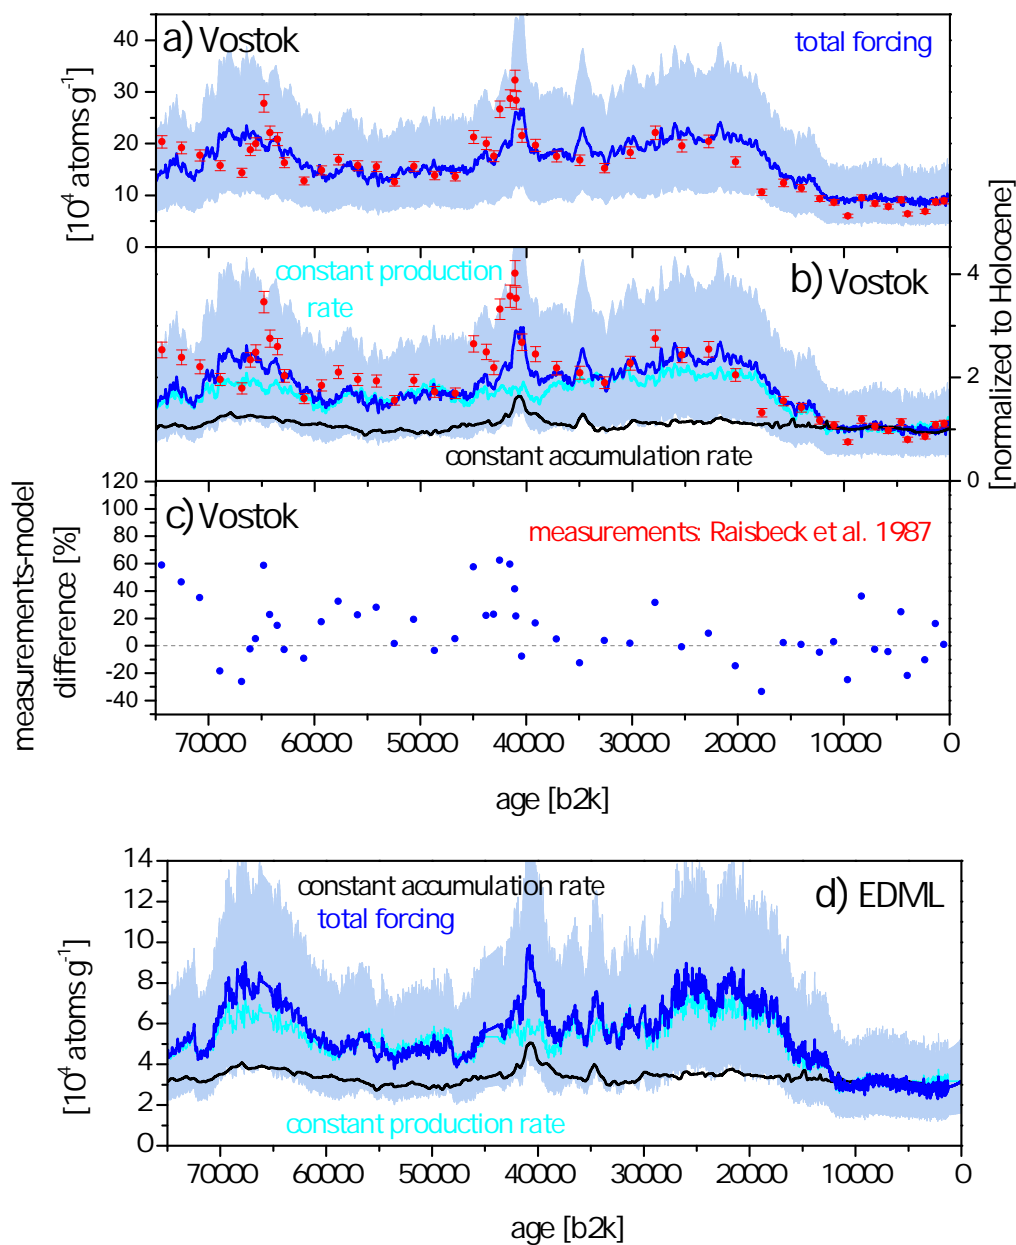 a) Vostok
total forcing
40
30
20
10
0
[10⁴ atoms g⁻¹]
b) Vostok
constant production
rate
constant accumulation rate
4
2
0
[normalized to Holocene]
c) Vostok
measurements: Raisbeck et al. 1987
120
100
80
60
40
20
0
-20
-40
measurements-model
difference [%]
70000 60000 50000 40000 30000 20000 10000 0
age [b2k]
d) EDML
constant accumulation rate
total forcing
constant production rate
14
12
10
8
6
4
2
0
[10⁴ atoms g⁻¹]
70000 60000 50000 40000 30000 20000 10000 0
age [b2k]